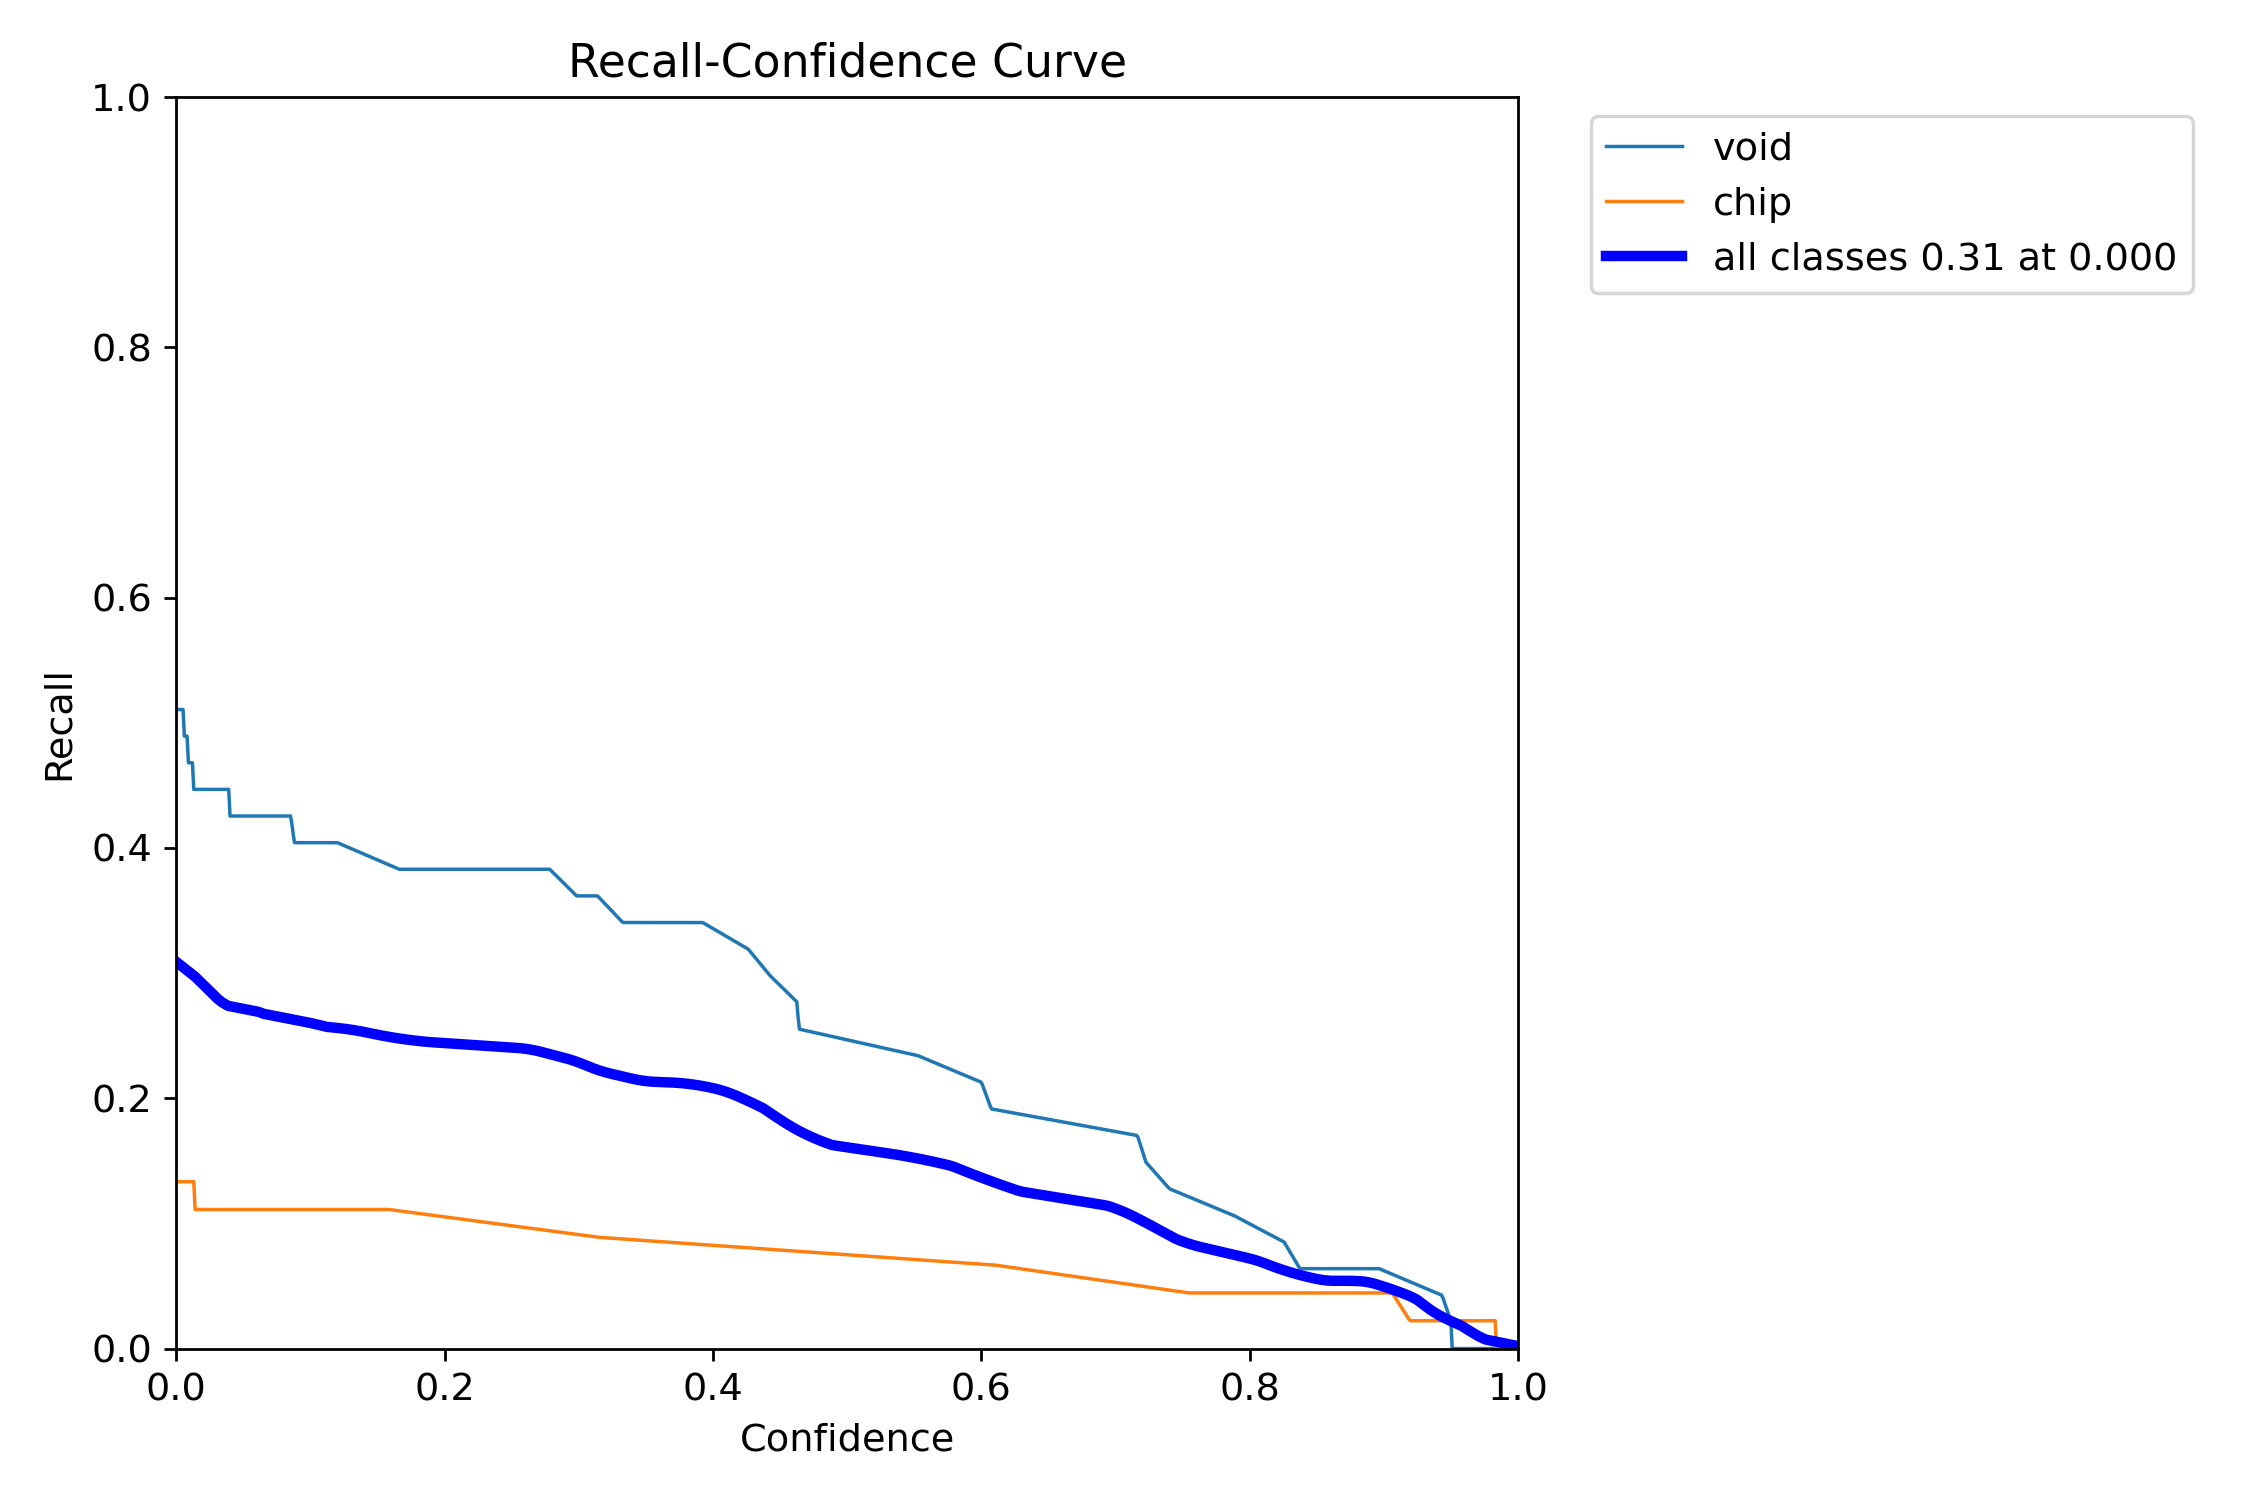 Recall-Confidence Curve
void
chip
all classes 0.31 at 0.000
1.0
0.8
0.6
0.4
0.2
0.0
Recall
0.0 0.2 0.4 0.6 0.8 1.0
Confidence